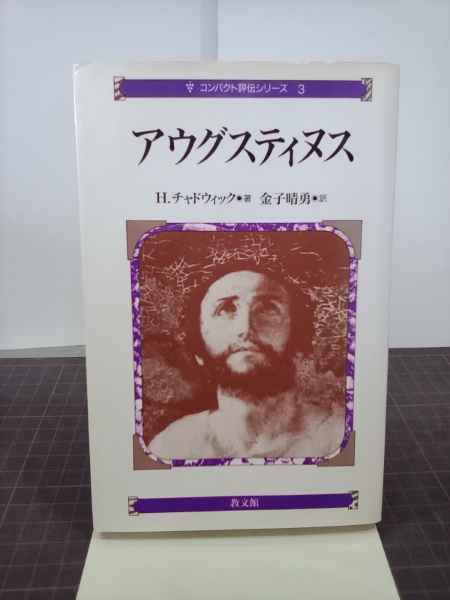 コンパクト評伝シリーズ 3
アウグスティヌス
H.チャドウィック●著 金子晴勇●訳
教文館